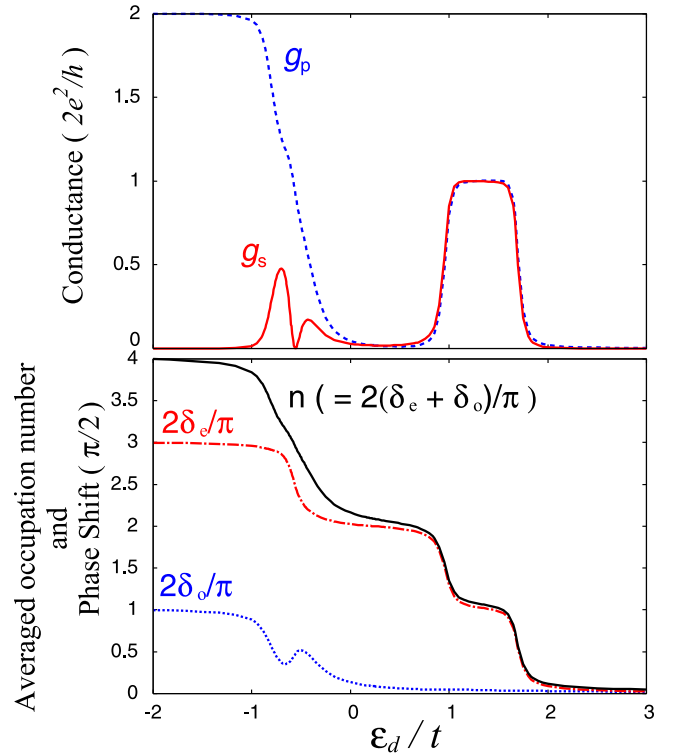 Conductance ( 2e²/h )
2
1.5
1
0.5
0
g_p
g_s
Averaged occupation number
and
Phase Shift ( π/2 )
4
3.5
3
2.5
2
1.5
1
0.5
0
n ( = 2(δ_e + δ_o)/π )
2δ_e/π
2δ_o/π
-2 -1 0 1 2 3
ε_d / t